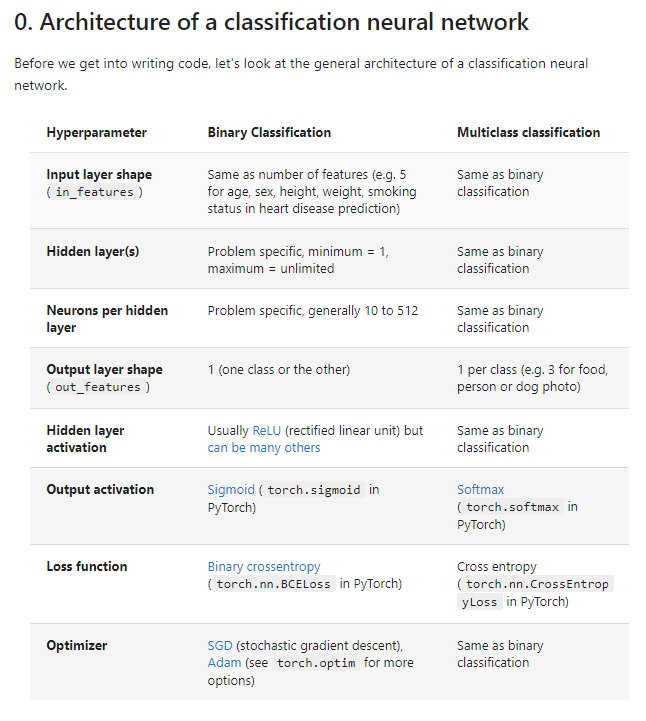 0. Architecture of a classification neural network
Before we get into writing code, let's look at the general architecture of a classification neural
network.
Hyperparameter Binary Classification Multiclass classification
Input layer shape
( in_features )
Same as number of features (e.g. 5
for age, sex, height, weight, smoking
status in heart disease prediction)
Same as binary
classification
Hidden layer(s)
Problem specific, minimum = 1,
maximum = unlimited
Same as binary
classification
Neurons per hidden
layer
Problem specific, generally 10 to 512
Same as binary
classification
Output layer shape
( out_features )
1 (one class or the other)
1 per class (e.g. 3 for food,
person or dog photo)
Hidden layer
activation
Usually ReLU (rectified linear unit) but
can be many others
Same as binary
classification
Output activation
Sigmoid ( torch.sigmoid in
PyTorch)
Softmax
( torch.softmax in
PyTorch)
Loss function
Binary crossentropy
( torch.nn.BCELoss in PyTorch)
Cross entropy
( torch.nn.CrossEntrop
yLoss in PyTorch)
Optimizer
SGD (stochastic gradient descent),
Adam (see torch.optim for more
options)
Same as binary
classification